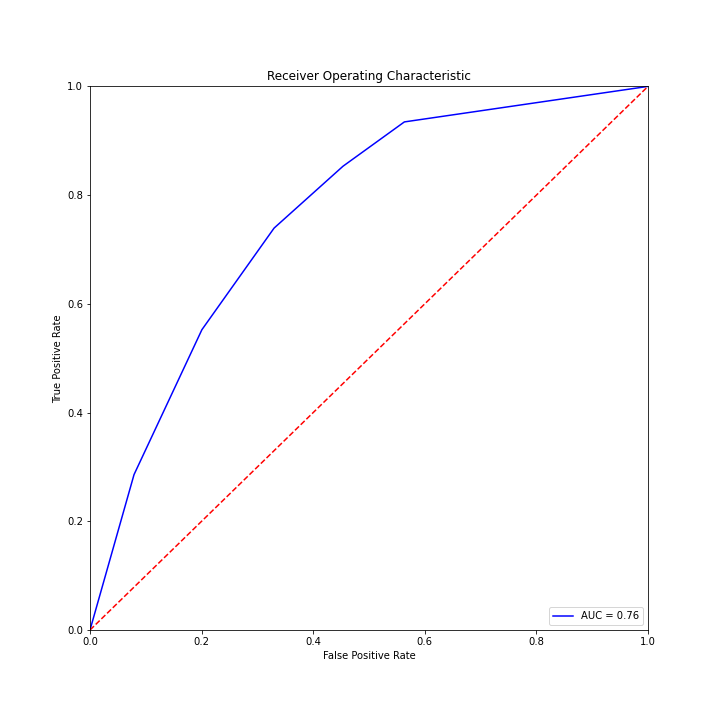 Receiver Operating Characteristic
1.0
0.8
0.6
0.4
0.2
0.0
True Positive Rate
AUC = 0.76
0.0 0.2 0.4 0.6 0.8 1.0
False Positive Rate